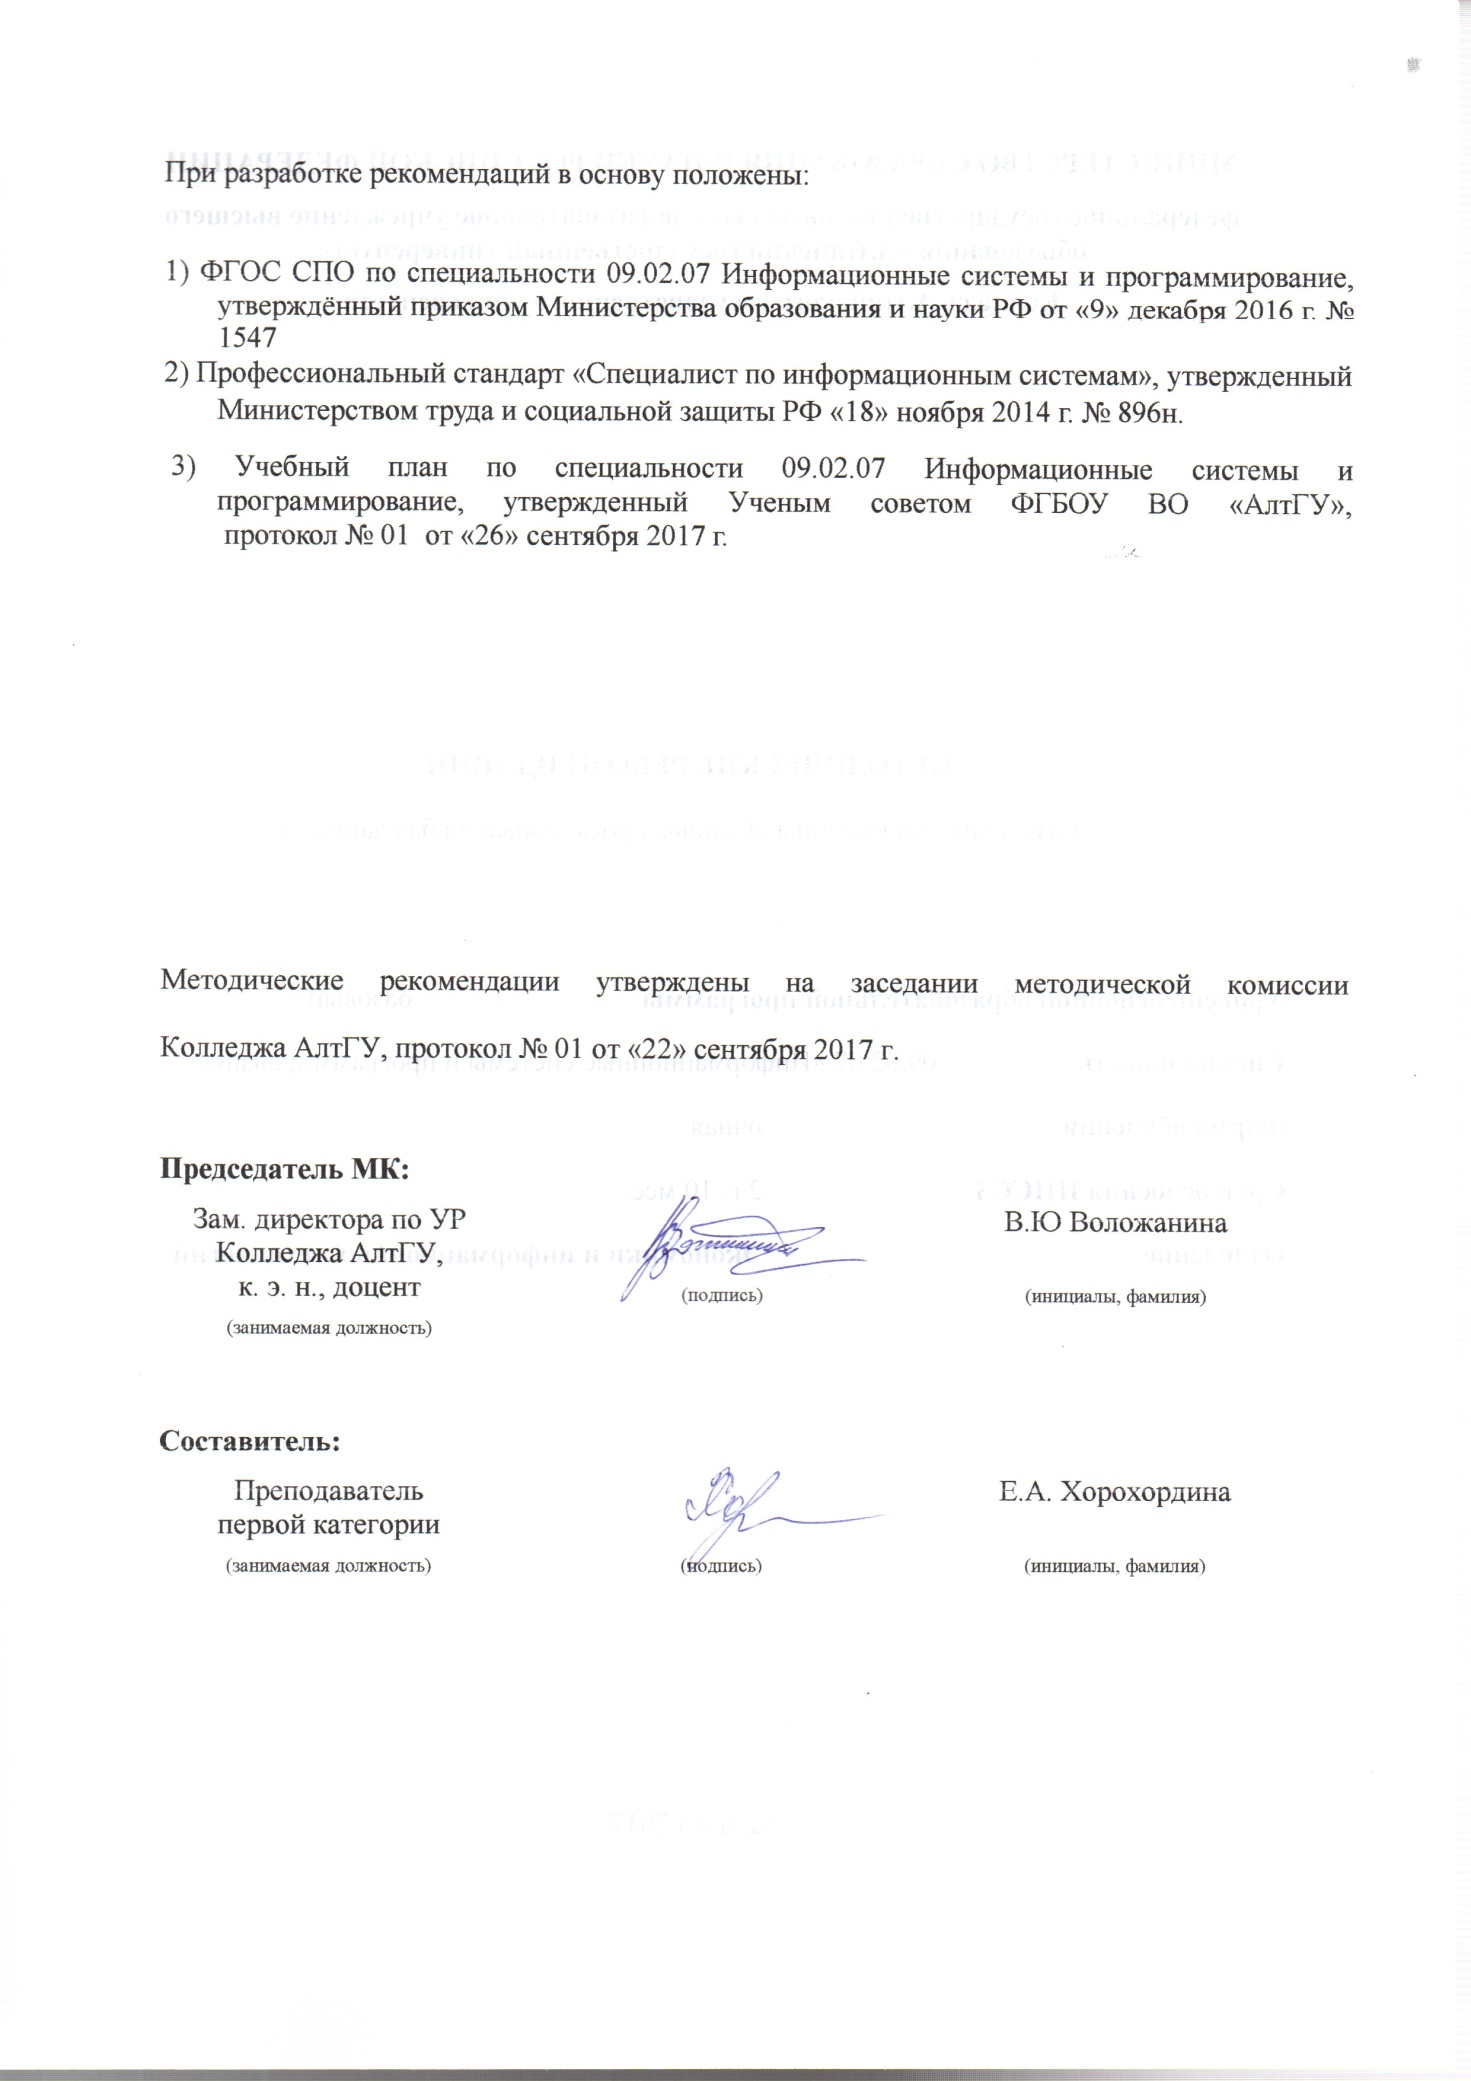 При разработке рекомендаций в основу положены:
1) ФГОС СПО по специальности 09.02.07 Информационные системы и программирование,
утверждённый приказом Министерства образования и науки РФ от «9» декабря 2016 г. №
1547
2) Профессиональный стандарт «Специалист по информационным системам», утвержденный
Министерством труда и социальной защиты РФ «18» ноября 2014 г. № 896н.
3) Учебный план по специальности 09.02.07 Информационные системы и
программирование, утвержденный Ученым советом ФГБОУ ВО «АлтГУ»,
протокол № 01 от «26» сентября 2017 г.
Методические рекомендации утверждены на заседании методической комиссии
Колледжа АлтГУ, протокол № 01 от «22» сентября 2017 г.
Председатель МК:
Зам. директора по УР В.Ю Воложанина
Колледжа АлтГУ,
к. э. н., доцент (подпись) (инициалы, фамилия)
(занимаемая должность)
Составитель:
Преподаватель Е.А. Хорохордина
первой категории
(занимаемая должность) (подпись) (инициалы, фамилия)